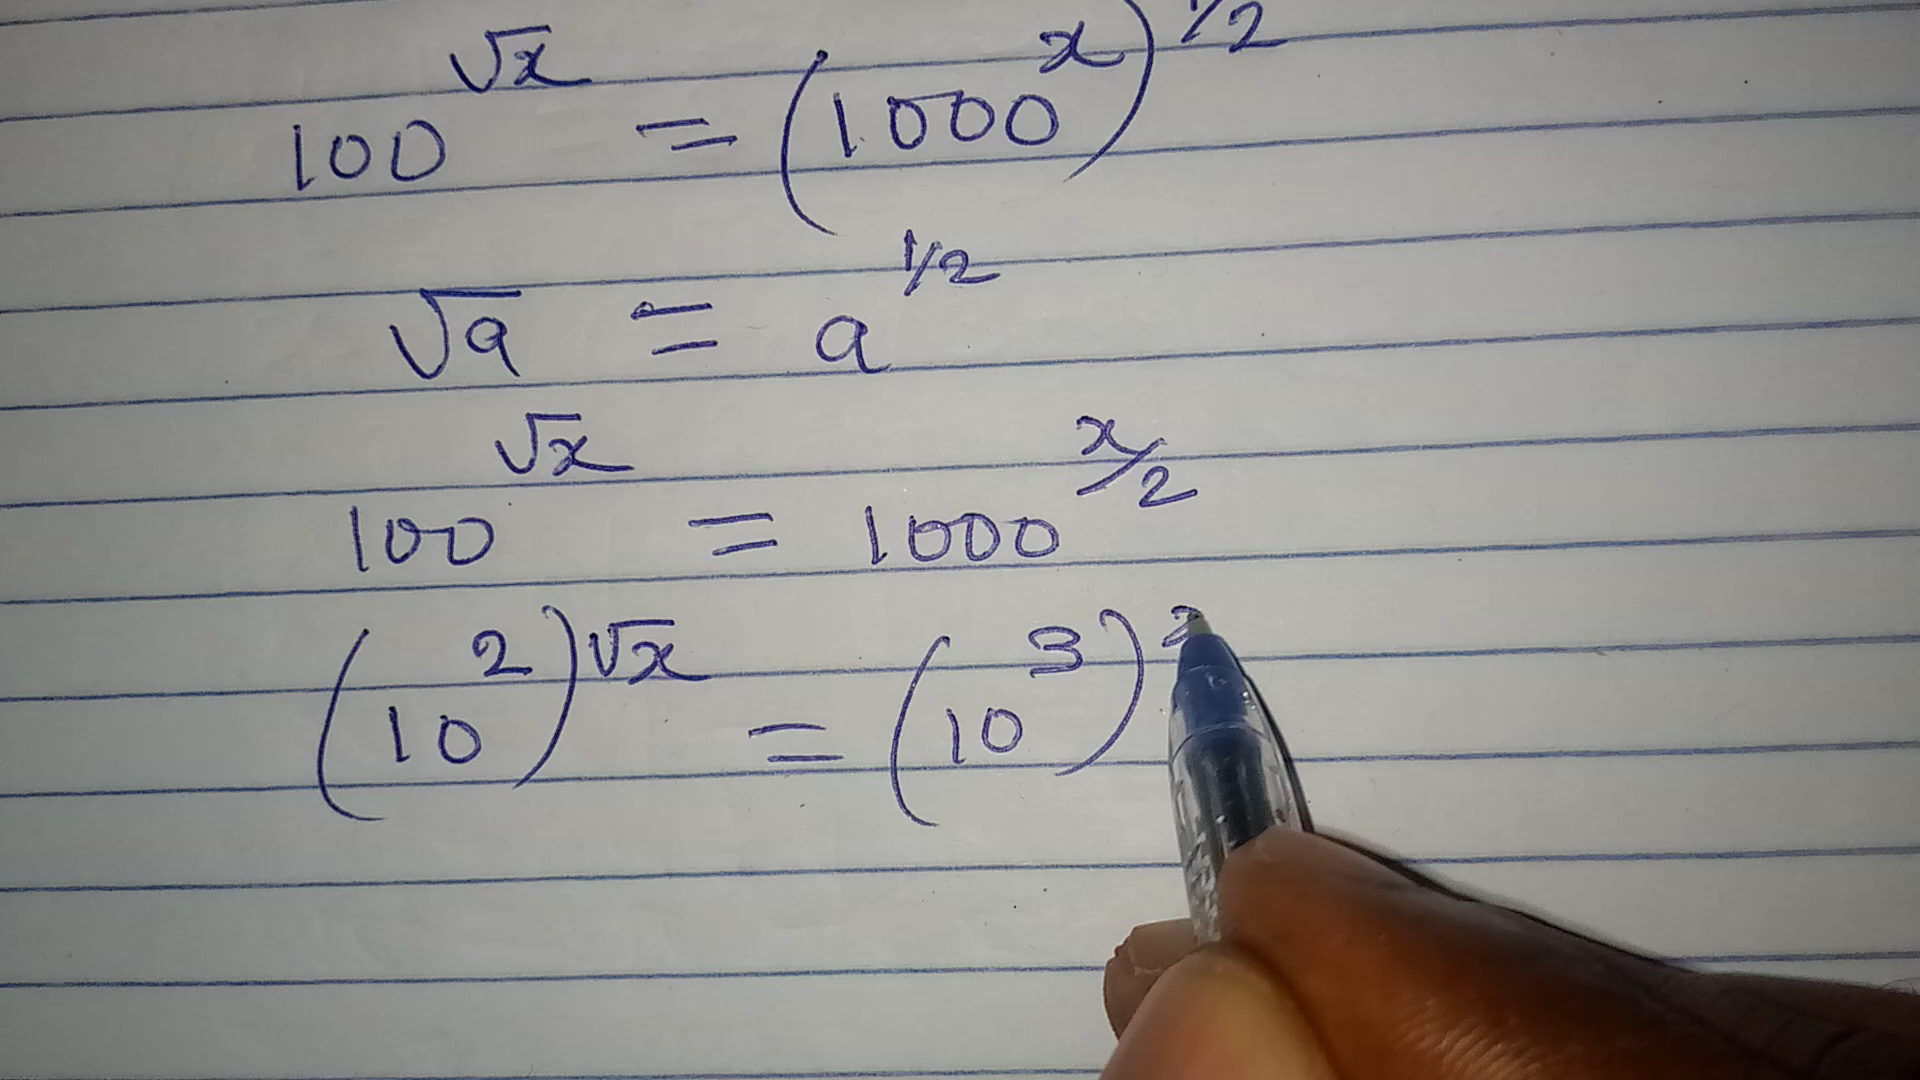 100^√x = (1000^x)^1/2
√a = a^1/2
100^√x = 1000^x/2
(10^2)^√x = (10^3)